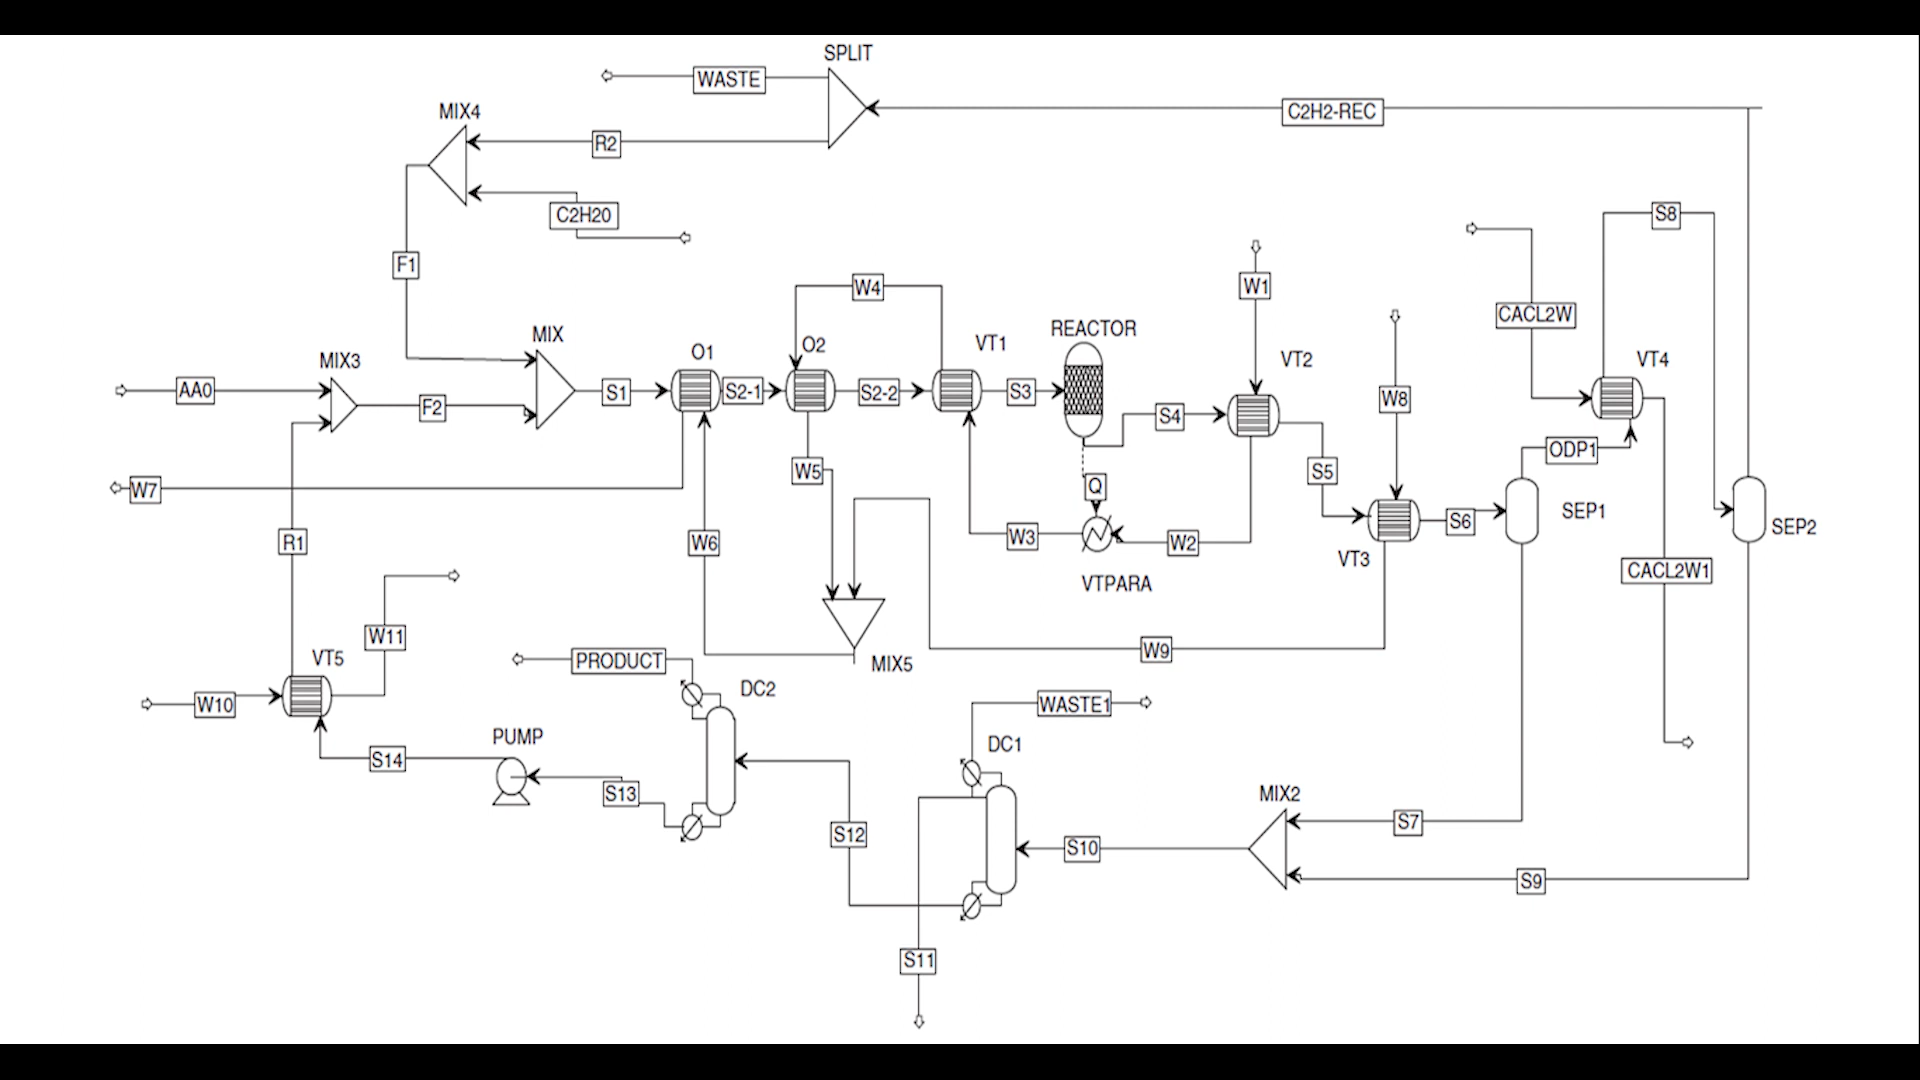 SPLIT
WASTE
MIX4
C2H2-REC
R2
C2H20
S8
F1
W1
W4
CACL2W
REACTOR
MIX
O2
VT1
O1
MIX3
VT2
VT4
AA0
S1
S2-1
S2-2
S3
W8
F2
S4
ODP1
W5
S5
W7
Q
SEP1
S6
SEP2
R1
W6
W3
W2
VT3
CACL2W1
VTPARA
W11
W9
VT5
PRODUCT
MIX5
DC2
W10
WASTE1
PUMP
DC1
S14
S13
MIX2
S7
S12
S10
S9
S11